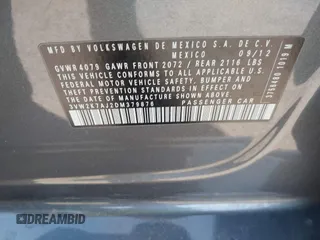 MFD BY VOLKSWAGEN DE MEXICO S.A. DE C.V.
MEXICO 09/12
GVWR 4079 GAWR FRONT 2072 / REAR 2116 LBS
THIS VEHICLE CONFORMS TO ALL APPLICABLE U.S.
FEDERAL MOTOR VEHICLE SAFETY, BUMPER, AND
THEFT PREVENTION STANDARDS IN EFFECT ON THE
DATE OF MANUFACTURE SHOWN ABOVE.
PASSENGER CAR
1019 M
DREAMBID